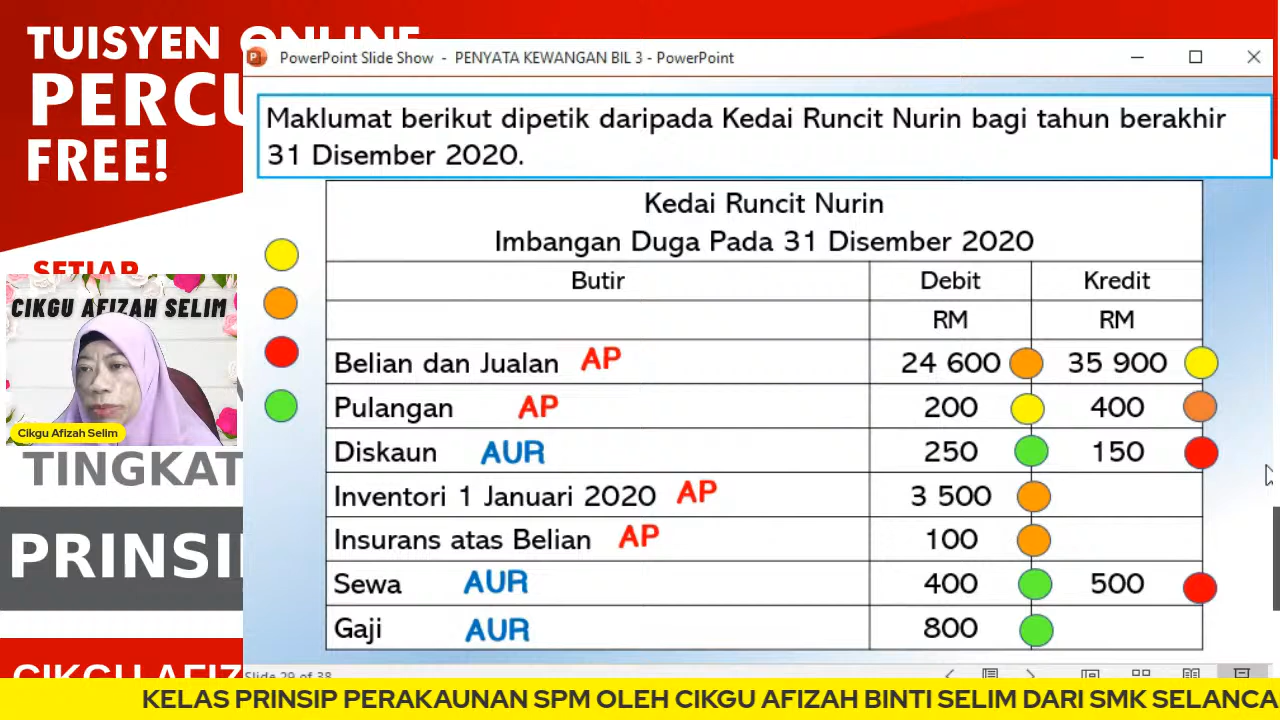 TUISYEN ONLINE
PERCU
FREE!
SETIAP
PowerPoint Slide Show - PENYATA KEWANGAN BIL 3 - PowerPoint
Maklumat berikut dipetik daripada Kedai Runcit Nurin bagi tahun berakhir
31 Disember 2020.
Kedai Runcit Nurin
Imbangan Duga Pada 31 Disember 2020
Butir Debit Kredit
RM RM
Belian dan Jualan AP 24 600 35 900
Pulangan AP 200 400
Diskaun AUR 250 150
Inventori 1 Januari 2020 AP 3 500
Insurans atas Belian AP 100
Sewa AUR 400 500
Gaji AUR 800
CIKGU AFIZAH SELIM
Cikgu Afizah Selim
TINGKAT
PRINSI
CIKGU AFIZ
Slide 29 of 38
KELAS PRINSIP PERAKAUNAN SPM OLEH CIKGU AFIZAH BINTI SELIM DARI SMK SELANCA